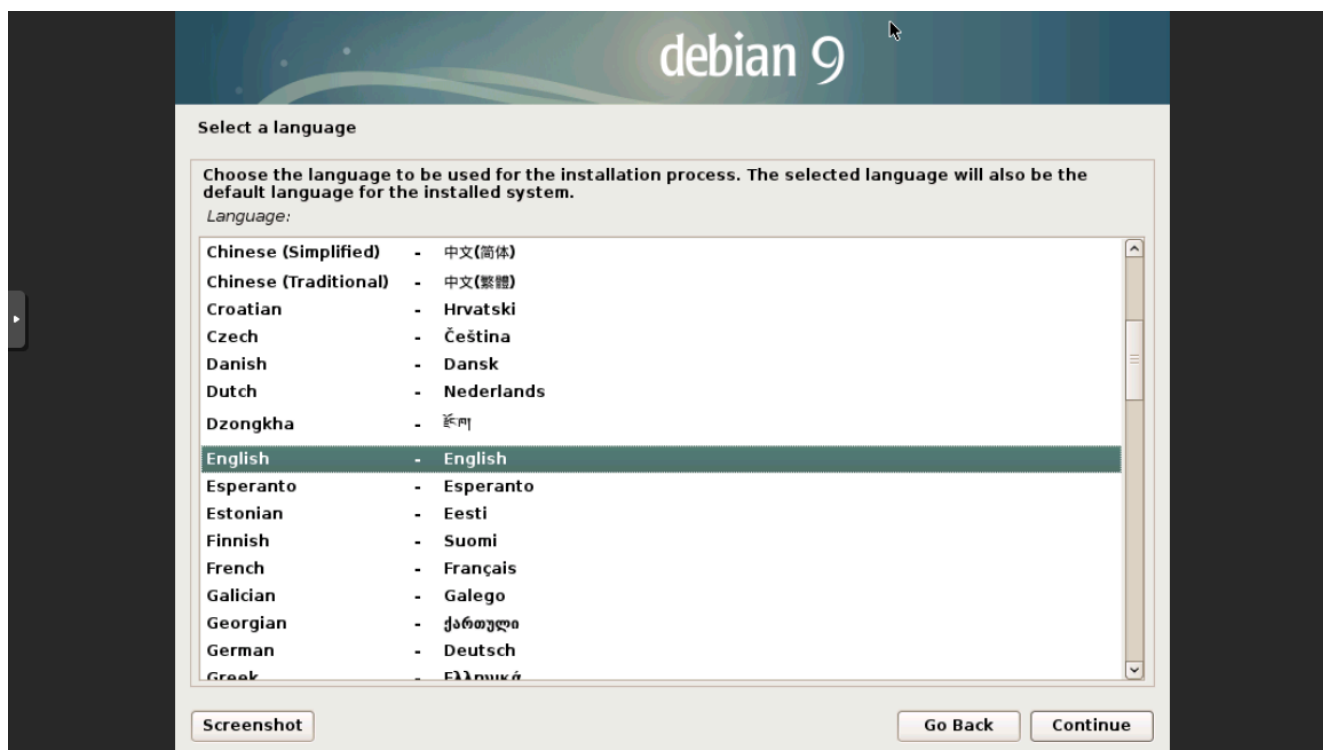 debian 9
Select a language
Choose the language to be used for the installation process. The selected language will also be the
default language for the installed system.
Language:
Chinese (Simplified) - 中文(简体)
Chinese (Traditional) - 中文(繁體)
Croatian - Hrvatski
Czech - Čeština
Danish - Dansk
Dutch - Nederlands
Dzongkha - རྫོང་ཁ།
English - English
Esperanto - Esperanto
Estonian - Eesti
Finnish - Suomi
French - Français
Galician - Galego
Georgian - ქართული
German - Deutsch
Greek - Ελληνικά
Screenshot Go Back Continue